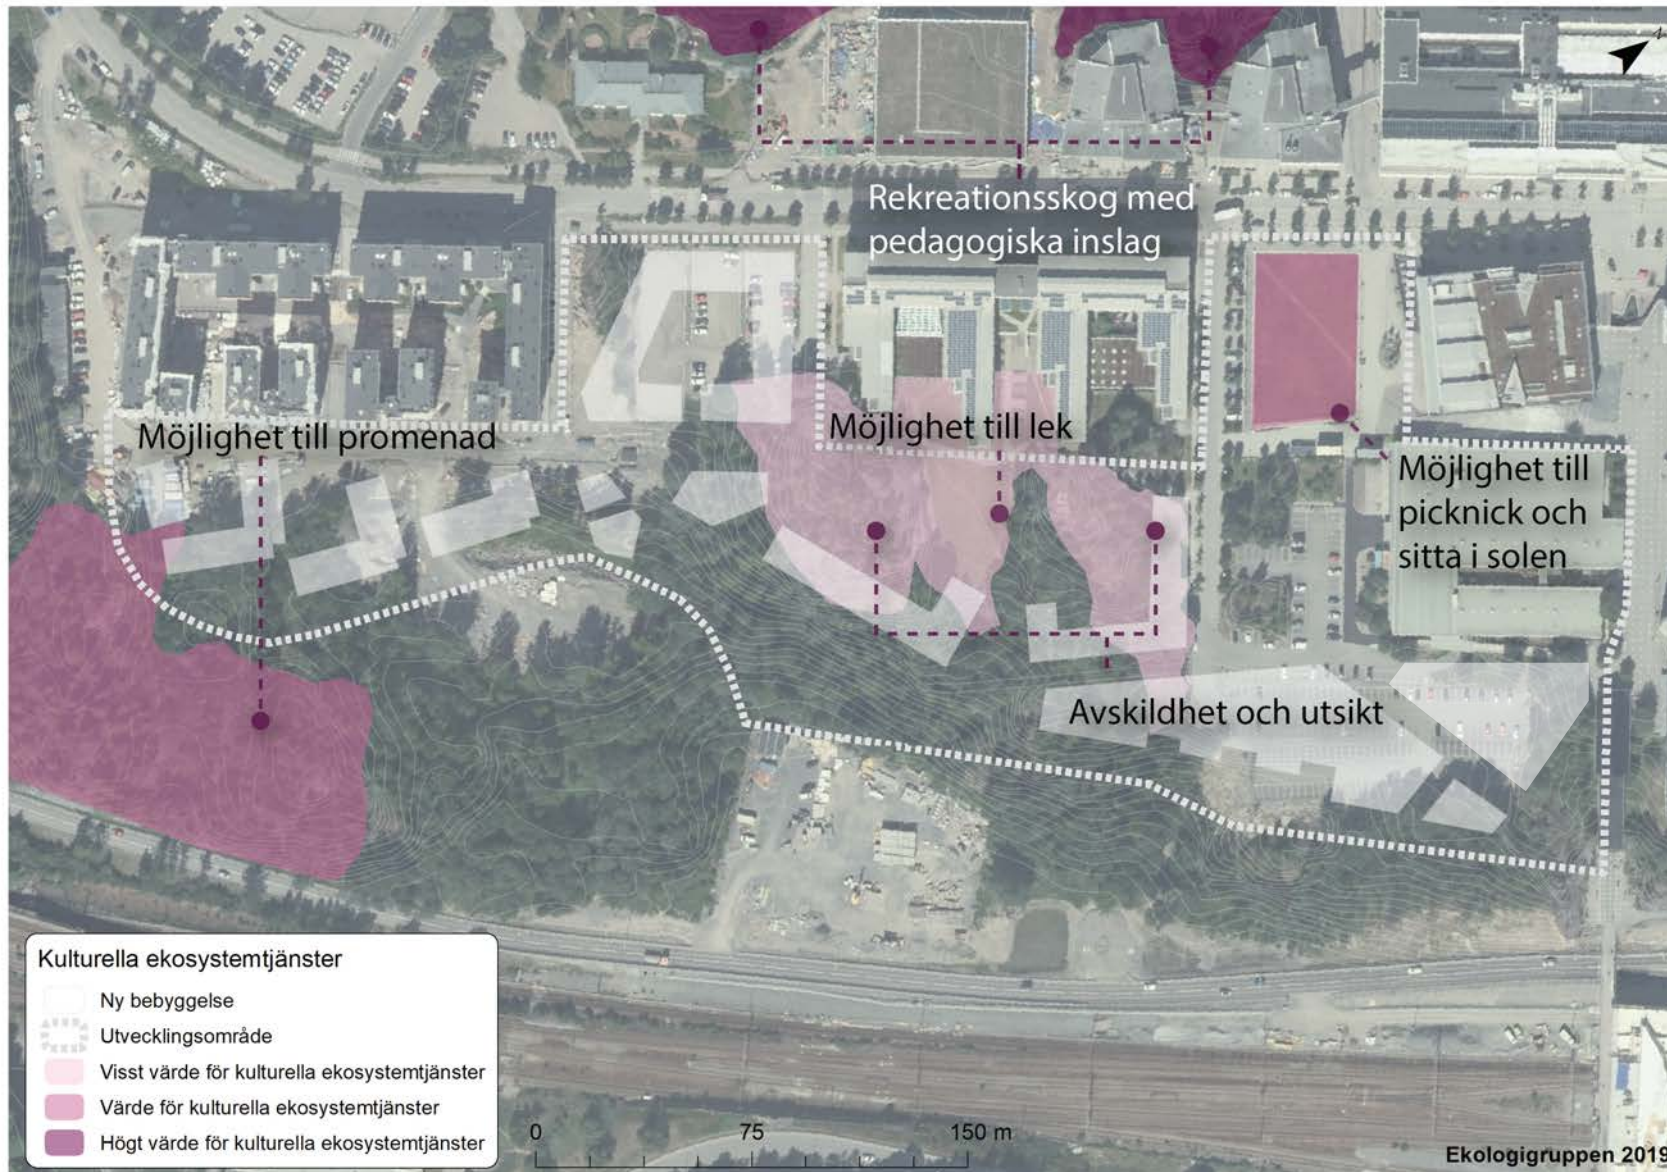 Rekreationsskog med
pedagogiska inslag
Möjlighet till promenad
Möjlighet till lek
Möjlighet till
picknick och
sitta i solen
Avskildhet och utsikt
Kulturella ekosystemtjänster
Ny bebyggelse
Utvecklingsområde
Visst värde för kulturella ekosystemtjänster
Värde för kulturella ekosystemtjänster
Högt värde för kulturella ekosystemtjänster
0 75 150 m
Ekologigruppen 2019